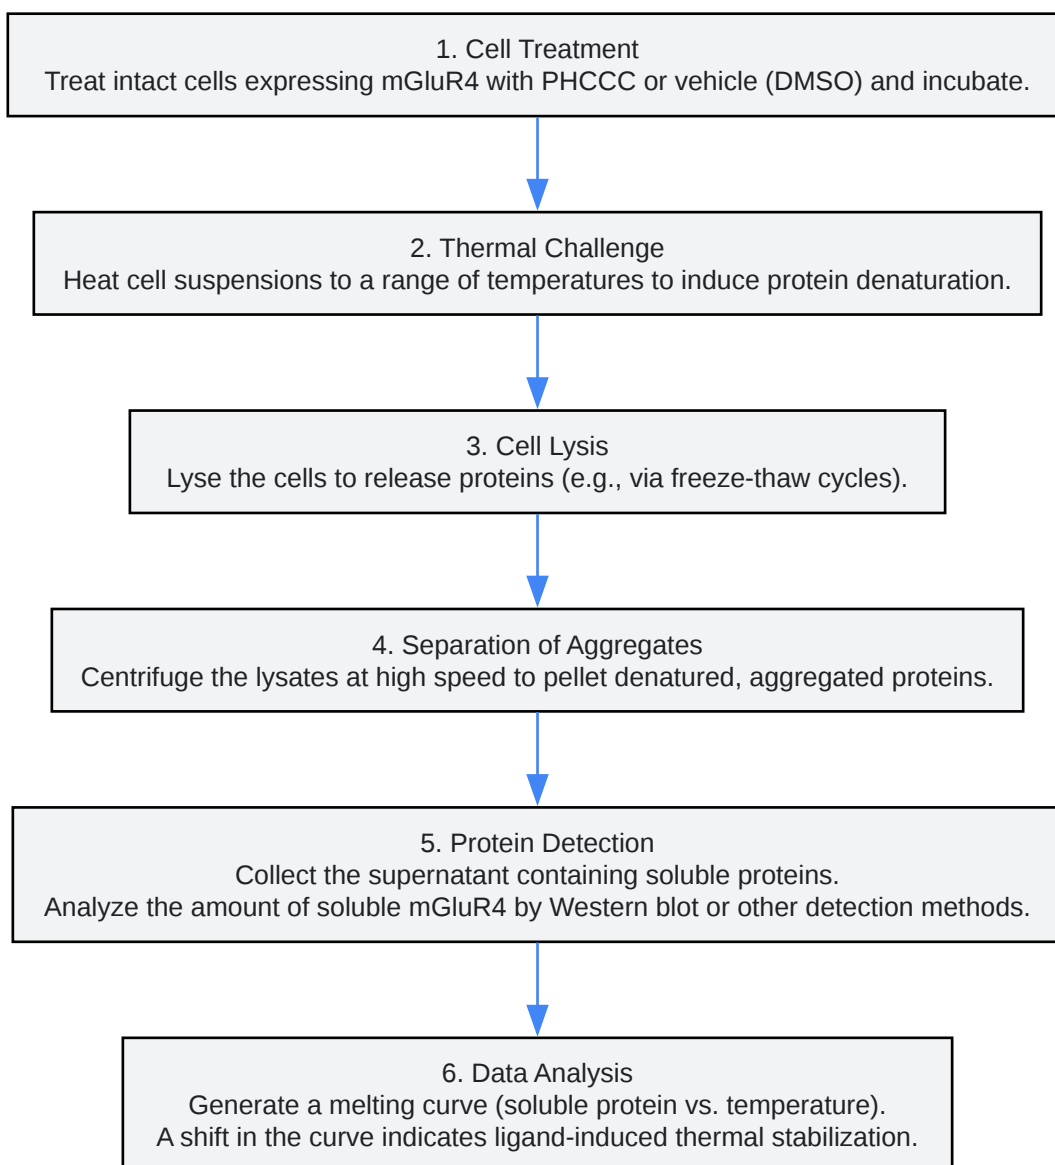 1. Cell Treatment
Treat intact cells expressing mGluR4 with PHCCC or vehicle (DMSO) and incubate.
2. Thermal Challenge
Heat cell suspensions to a range of temperatures to induce protein denaturation.
3. Cell Lysis
Lyse the cells to release proteins (e.g., via freeze-thaw cycles).
4. Separation of Aggregates
Centrifuge the lysates at high speed to pellet denatured, aggregated proteins.
5. Protein Detection
Collect the supernatant containing soluble proteins.
Analyze the amount of soluble mGluR4 by Western blot or other detection methods.
6. Data Analysis
Generate a melting curve (soluble protein vs. temperature).
A shift in the curve indicates ligand-induced thermal stabilization.